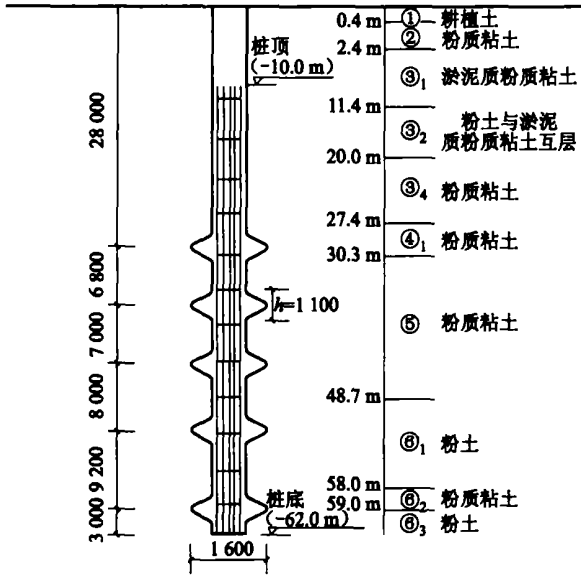 0.4 m ① 耕植土
② 粉质粘土
2.4 m
桩顶
(-10.0 m)
③₁ 淤泥质粉质粘土
11.4 m
28 000
③₂ 粉土与淤泥
质粉质粘土互层
20.0 m
③₄ 粉质粘土
27.4 m
④₁ 粉质粘土
30.3 m
6 800
h=1 100
7 000
⑤ 粉质粘土
8 000
48.7 m
⑥₁ 粉土
9 200
58.0 m
⑥₂ 粉质粘土
59.0 m
桩底
(-62.0 m)
⑥₃ 粉土
3 000
1 600